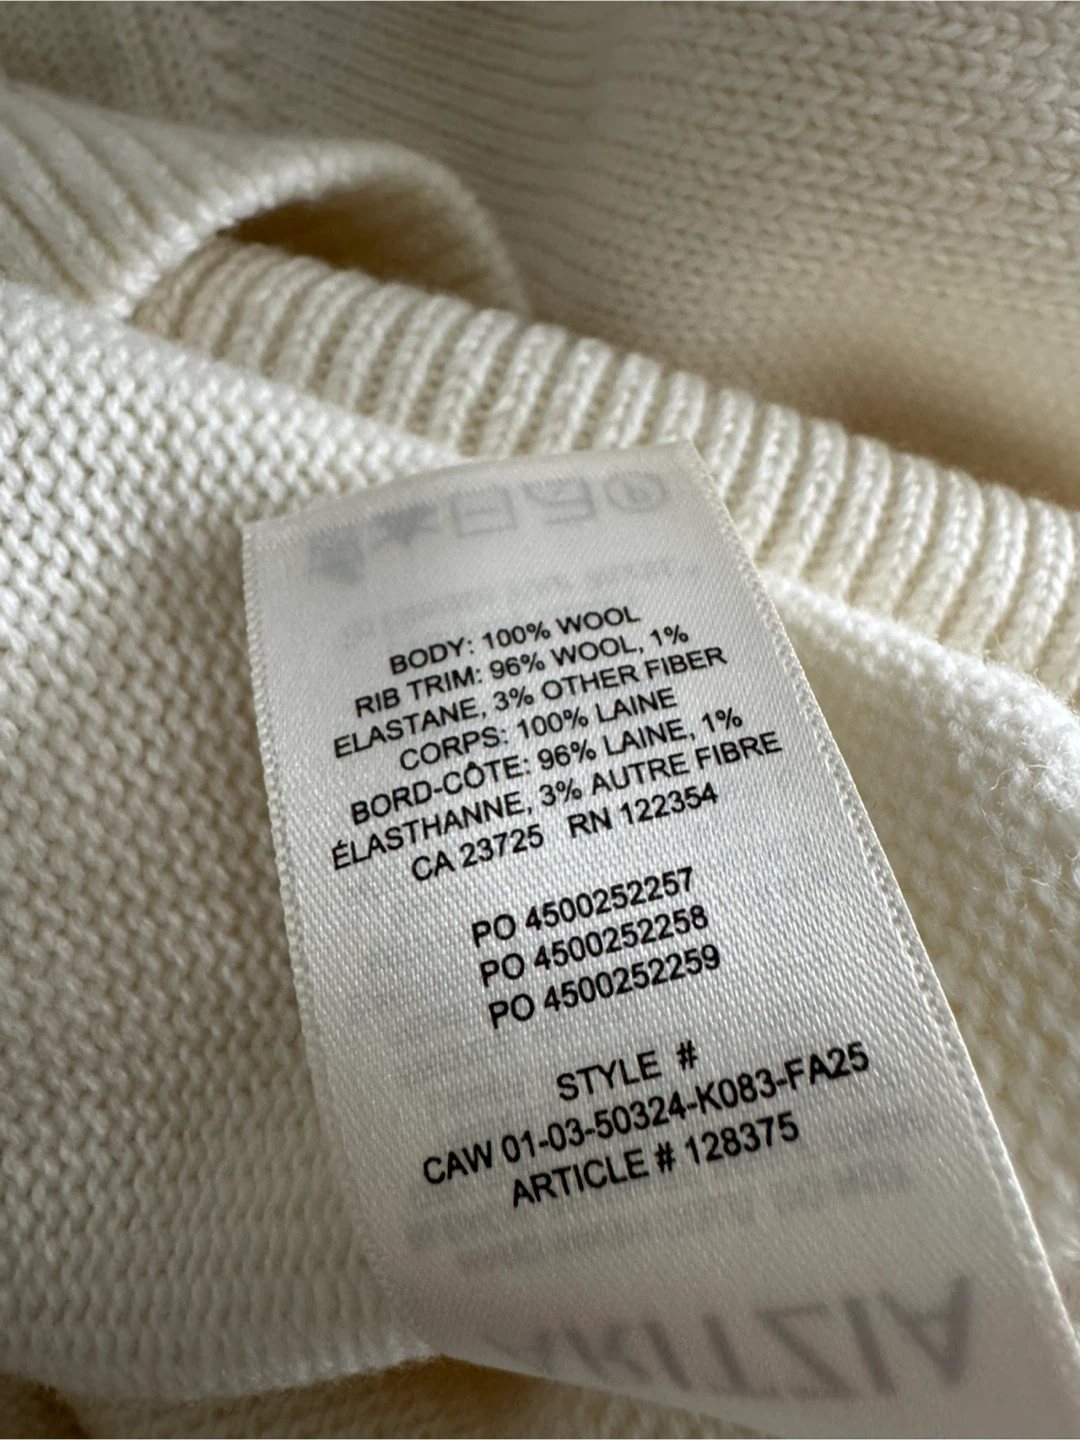 BODY: 100% WOOL
RIB TRIM: 96% WOOL, 1%
ELASTANE, 3% OTHER FIBER
CORPS: 100% LAINE
BORD-CÔTE: 96% LAINE, 1%
ÉLASTHANNE, 3% AUTRE FIBRE
CA 23725 RN 122354
PO 4500252257
PO 4500252258
PO 4500252259
STYLE #
CAW 01-03-50324-K083-FA25
ARTICLE # 128375